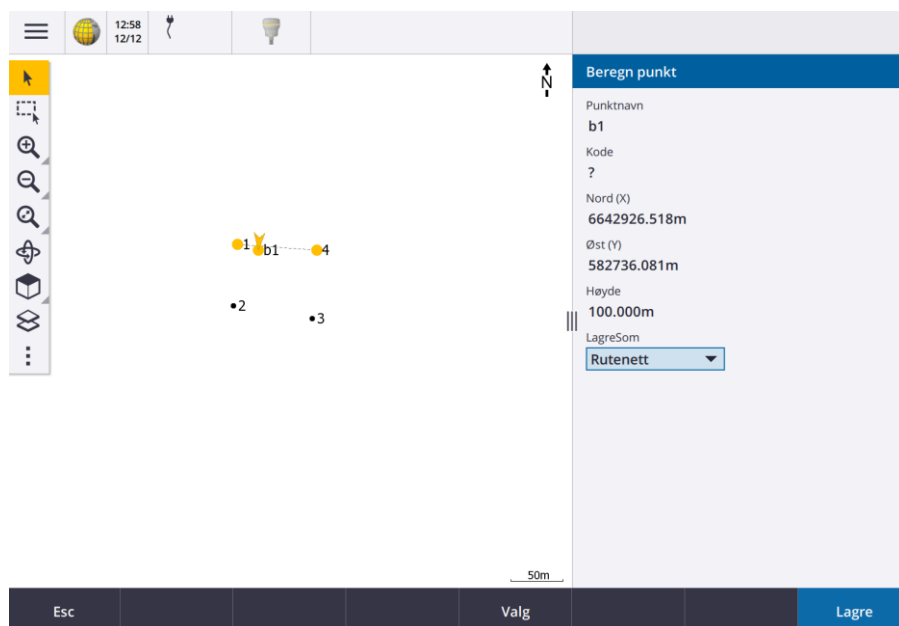 12:58
12/12
N
Beregn punkt
Punktnavn
b1
Kode
?
Nord (X)
6642926.518m
Øst (Y)
582736.081m
Høyde
100.000m
LagreSom
Rutenett
1
b1
4
2
3
50m
Esc
Valg
Lagre